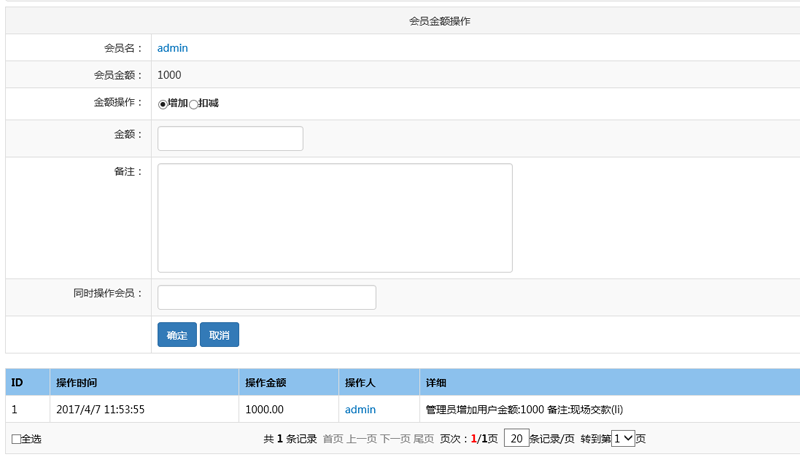 会员金额操作
会员名： admin
会员金额： 1000
金额操作： 增加 扣减
金额：
备注：
同时操作会员：
确定 取消
ID 操作时间 操作金额 操作人 详细
1 2017/4/7 11:53:55 1000.00 admin 管理员增加用户金额:1000 备注:现场交款(li)
全选 共 1 条记录 首页 上一页 下一页 尾页 页次：1/1页 20 条记录/页 转到第 1 页